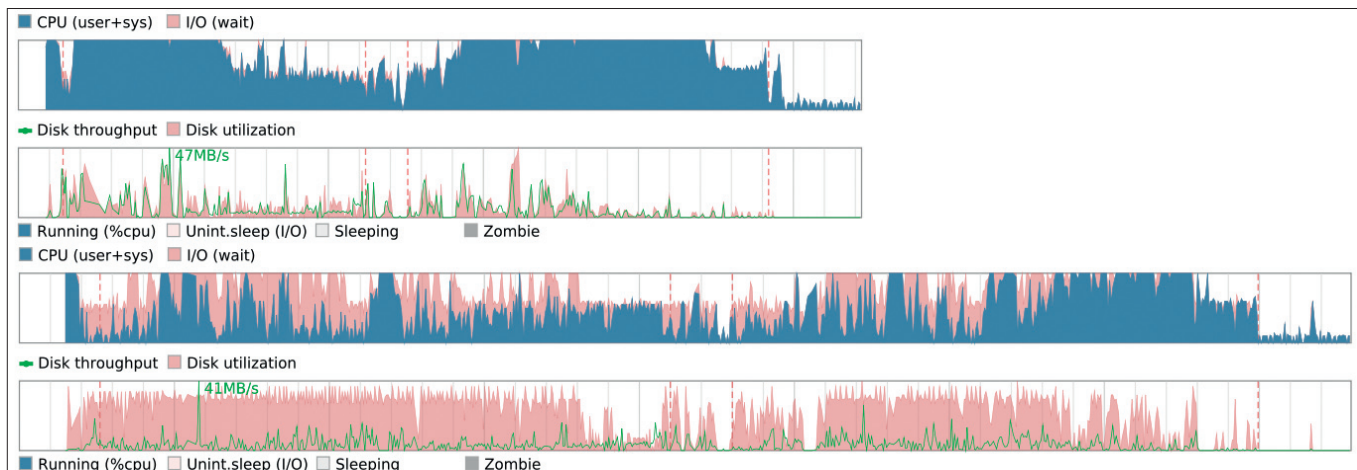 CPU (user+sys) I/O (wait)
Disk throughput Disk utilization
47MB/s
Running (%cpu) Unint.sleep (I/O) Sleeping Zombie
CPU (user+sys) I/O (wait)
Disk throughput Disk utilization
41MB/s
Running (%cpu) Unint.sleep (I/O) Sleeping Zombie